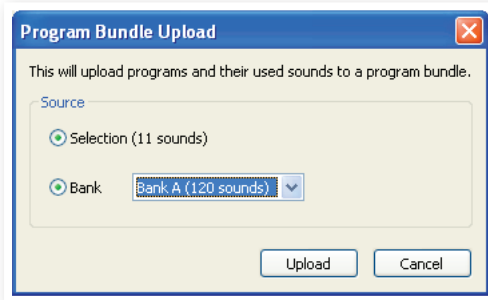 Program Bundle Upload
This will upload programs and their used sounds to a program bundle.
Source
Selection (11 sounds)
Bank Bank A (120 sounds)
Upload Cancel